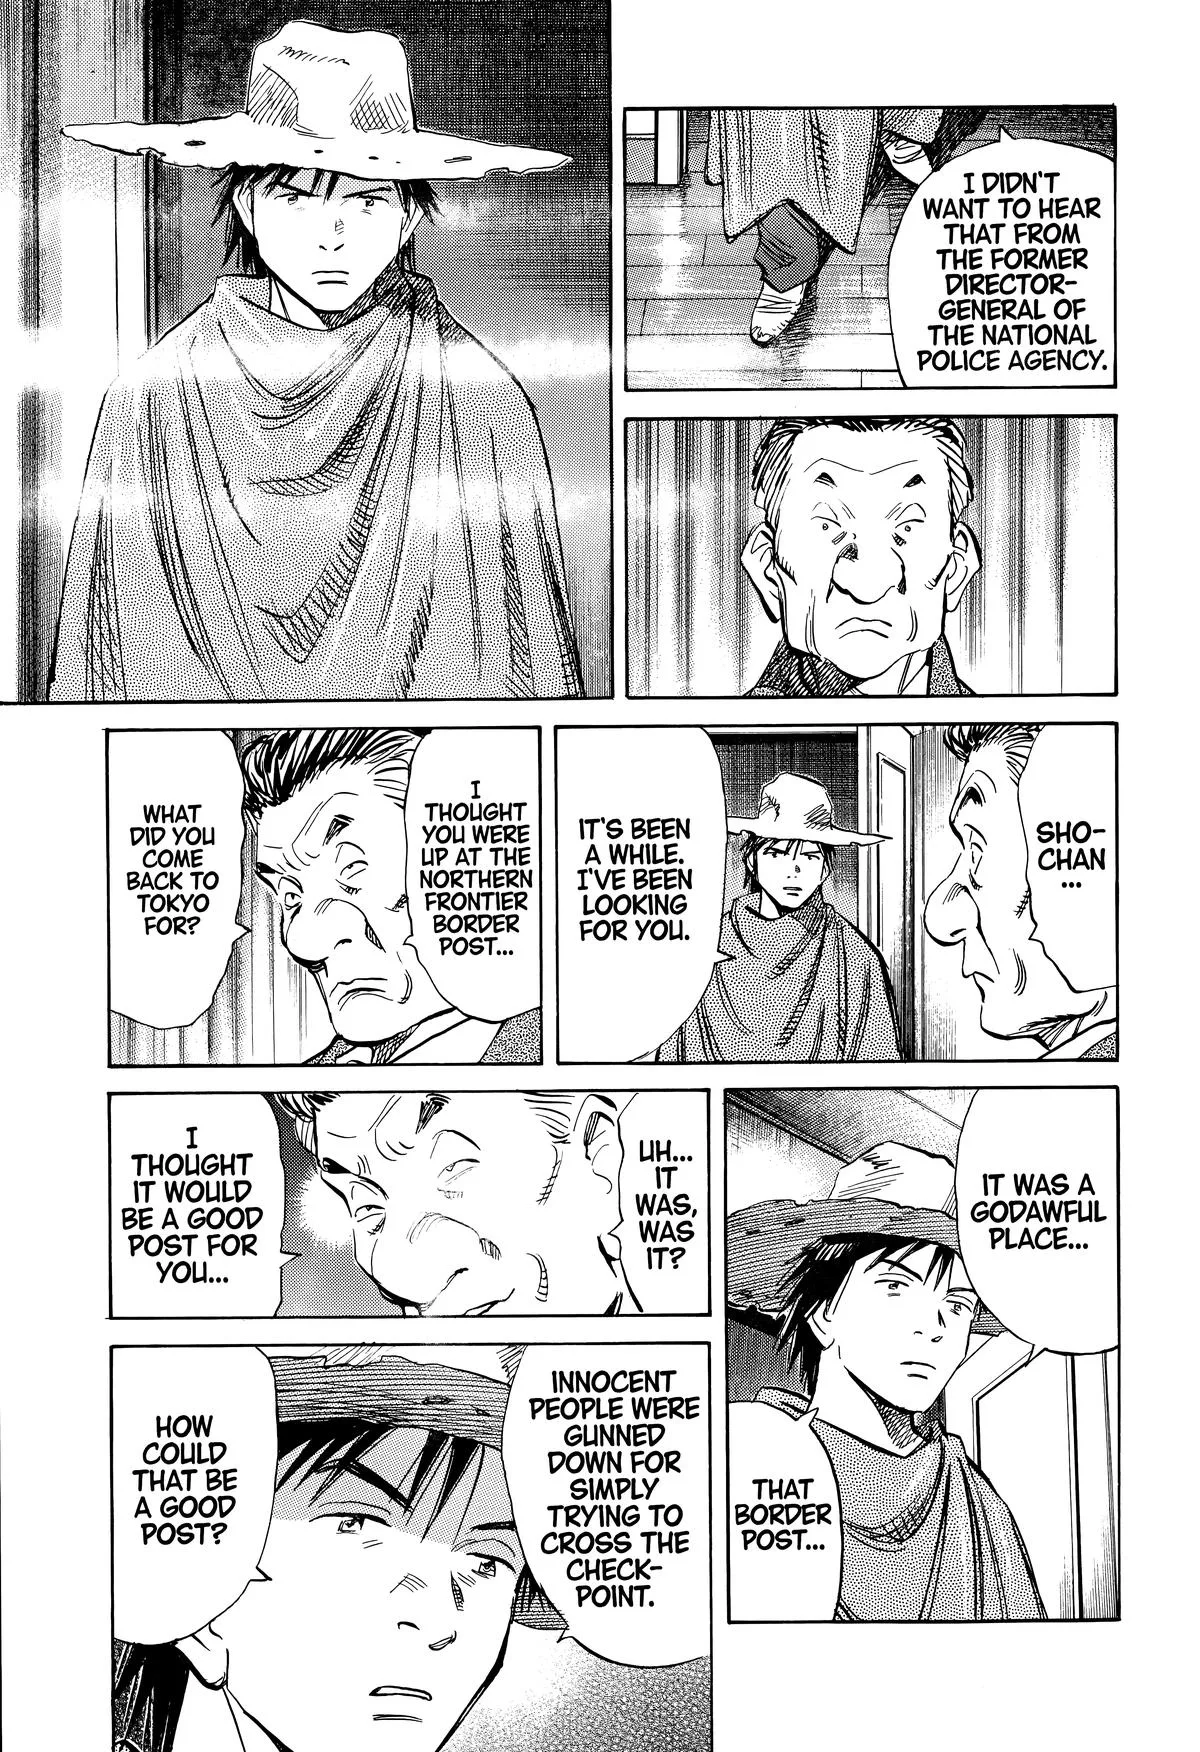 I DIDN'T
WANT TO HEAR
THAT FROM
THE FORMER
DIRECTOR-
GENERAL OF
THE NATIONAL
POLICE AGENCY.
SHO-
CHAN
...
IT'S BEEN
A WHILE.
I'VE BEEN
LOOKING
FOR YOU.
I
THOUGHT
YOU WERE
UP AT THE
NORTHERN
FRONTIER
BORDER
POST...
WHAT
DID YOU
COME
BACK TO
TOKYO
FOR?
IT WAS A
GODAWFUL
PLACE...
THAT
BORDER
POST...
UH...
IT
WAS,
WAS
IT?
I
THOUGHT
IT WOULD
BE A GOOD
POST FOR
YOU...
INNOCENT
PEOPLE WERE
GUNNED
DOWN FOR
SIMPLY
TRYING TO
CROSS THE
CHECK-
POINT.
HOW
COULD
THAT BE
A GOOD
POST?